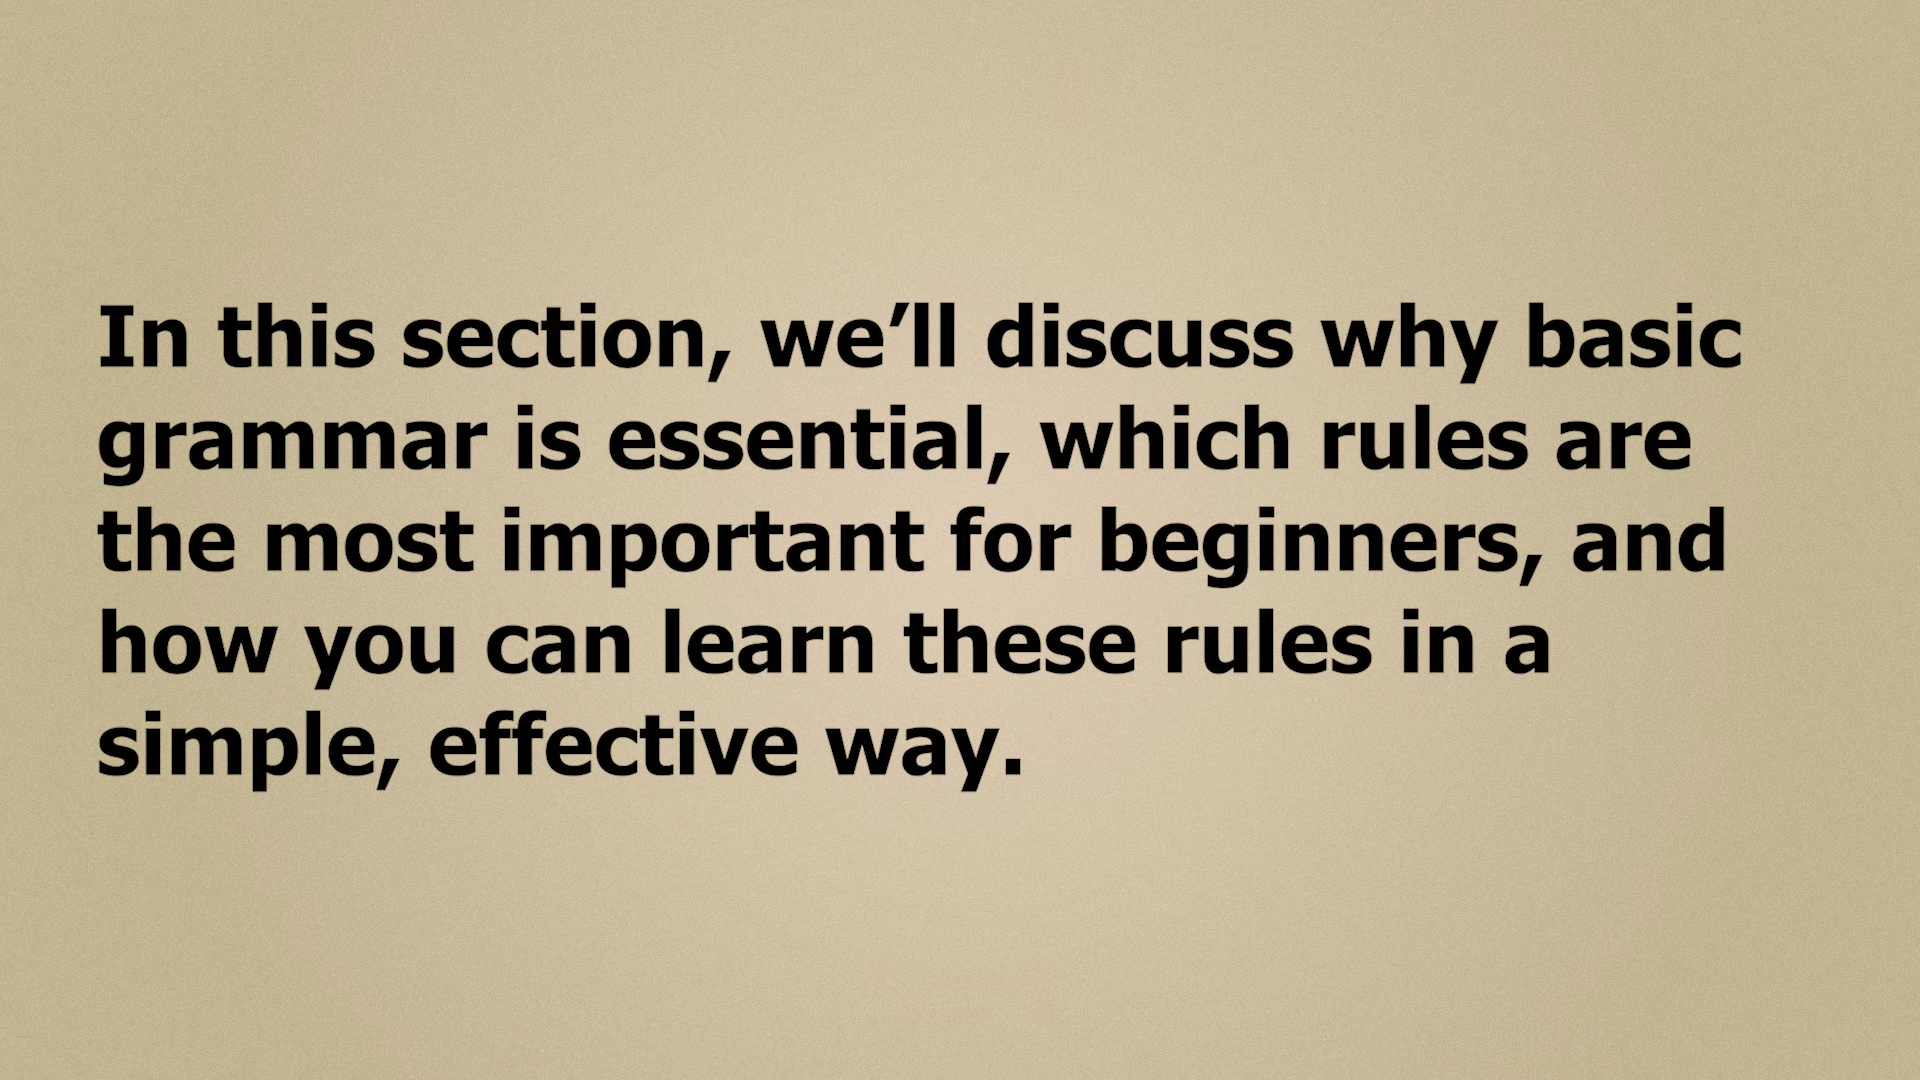 In this section, we’ll discuss why basic
grammar is essential, which rules are
the most important for beginners, and
how you can learn these rules in a
simple, effective way.